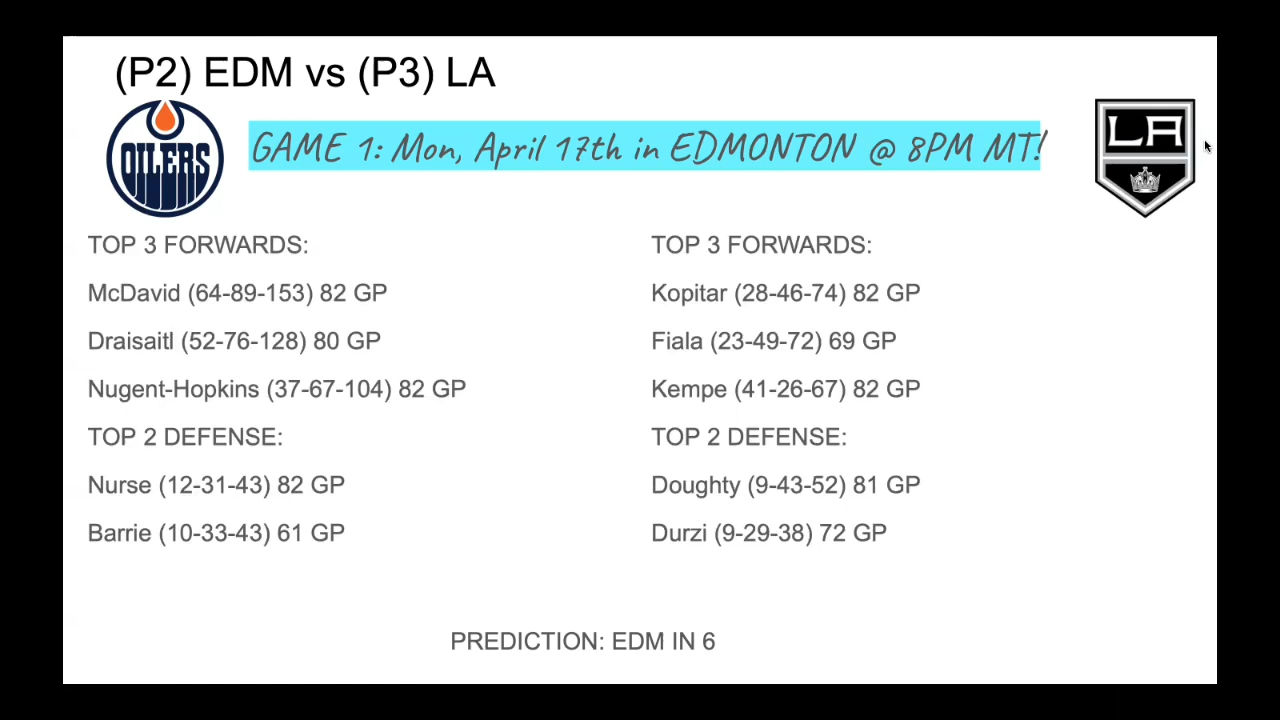 (P2) EDM vs (P3) LA
OILERS
GAME 1: Mon, April 17th in EDMONTON @ 8PM MT!
LA
TOP 3 FORWARDS:
McDavid (64-89-153) 82 GP
Draisaitl (52-76-128) 80 GP
Nugent-Hopkins (37-67-104) 82 GP
TOP 2 DEFENSE:
Nurse (12-31-43) 82 GP
Barrie (10-33-43) 61 GP
TOP 3 FORWARDS:
Kopitar (28-46-74) 82 GP
Fiala (23-49-72) 69 GP
Kempe (41-26-67) 82 GP
TOP 2 DEFENSE:
Doughty (9-43-52) 81 GP
Durzi (9-29-38) 72 GP
PREDICTION: EDM IN 6